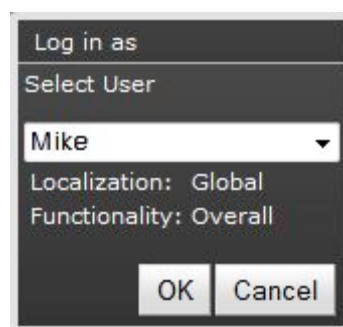 Log in as
Select User
Mike
Localization: Global
Functionality: Overall
OK Cancel